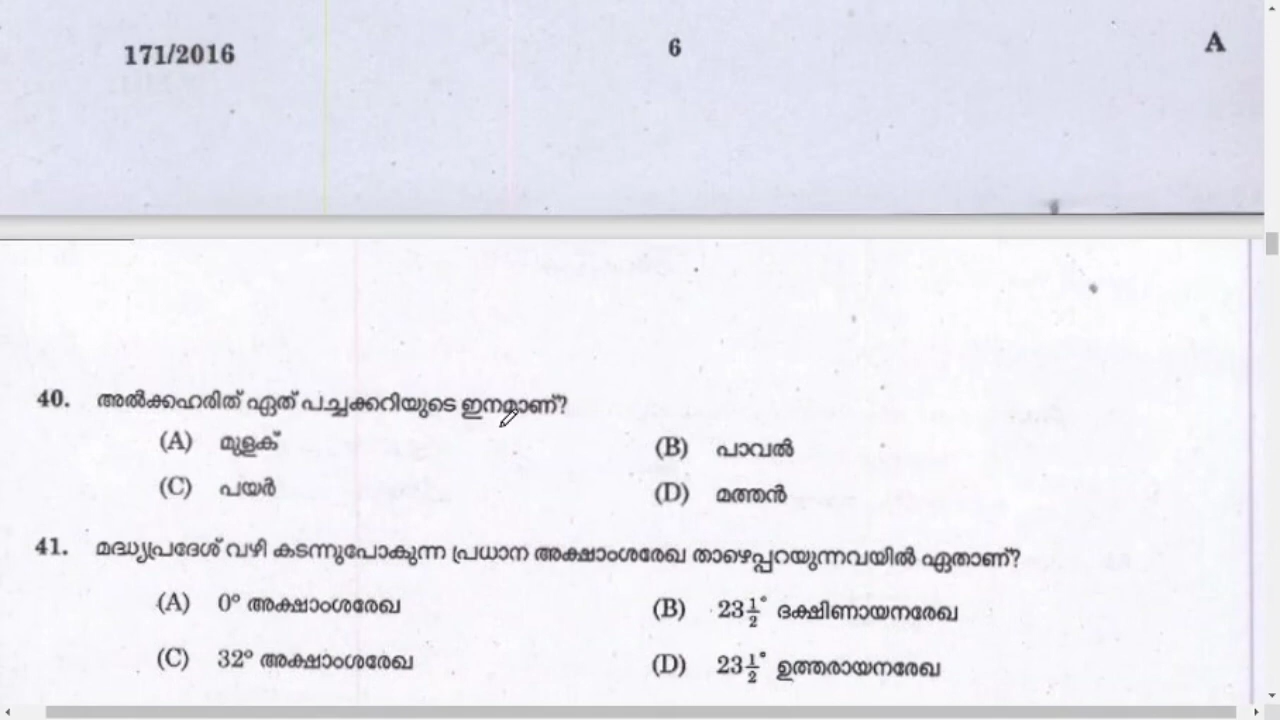 171/2016 6 A
40. അൽക്കഹരിത് ഏത് പച്ചക്കറിയുടെ ഇനമാണ്?
(A) മുളക് (B) പാവൽ
(C) പയർ (D) മത്തൻ
41. മദ്ധ്യപ്രദേശ് വഴി കടന്നുപോകുന്ന പ്രധാന അക്ഷാംശരേഖ താഴെപ്പറയുന്നവയിൽ ഏതാണ്?
(A) 0° അക്ഷാംശരേഖ (B) 23½° ദക്ഷിണായനരേഖ
(C) 32° അക്ഷാംശരേഖ (D) 23½° ഉത്തരായനരേഖ